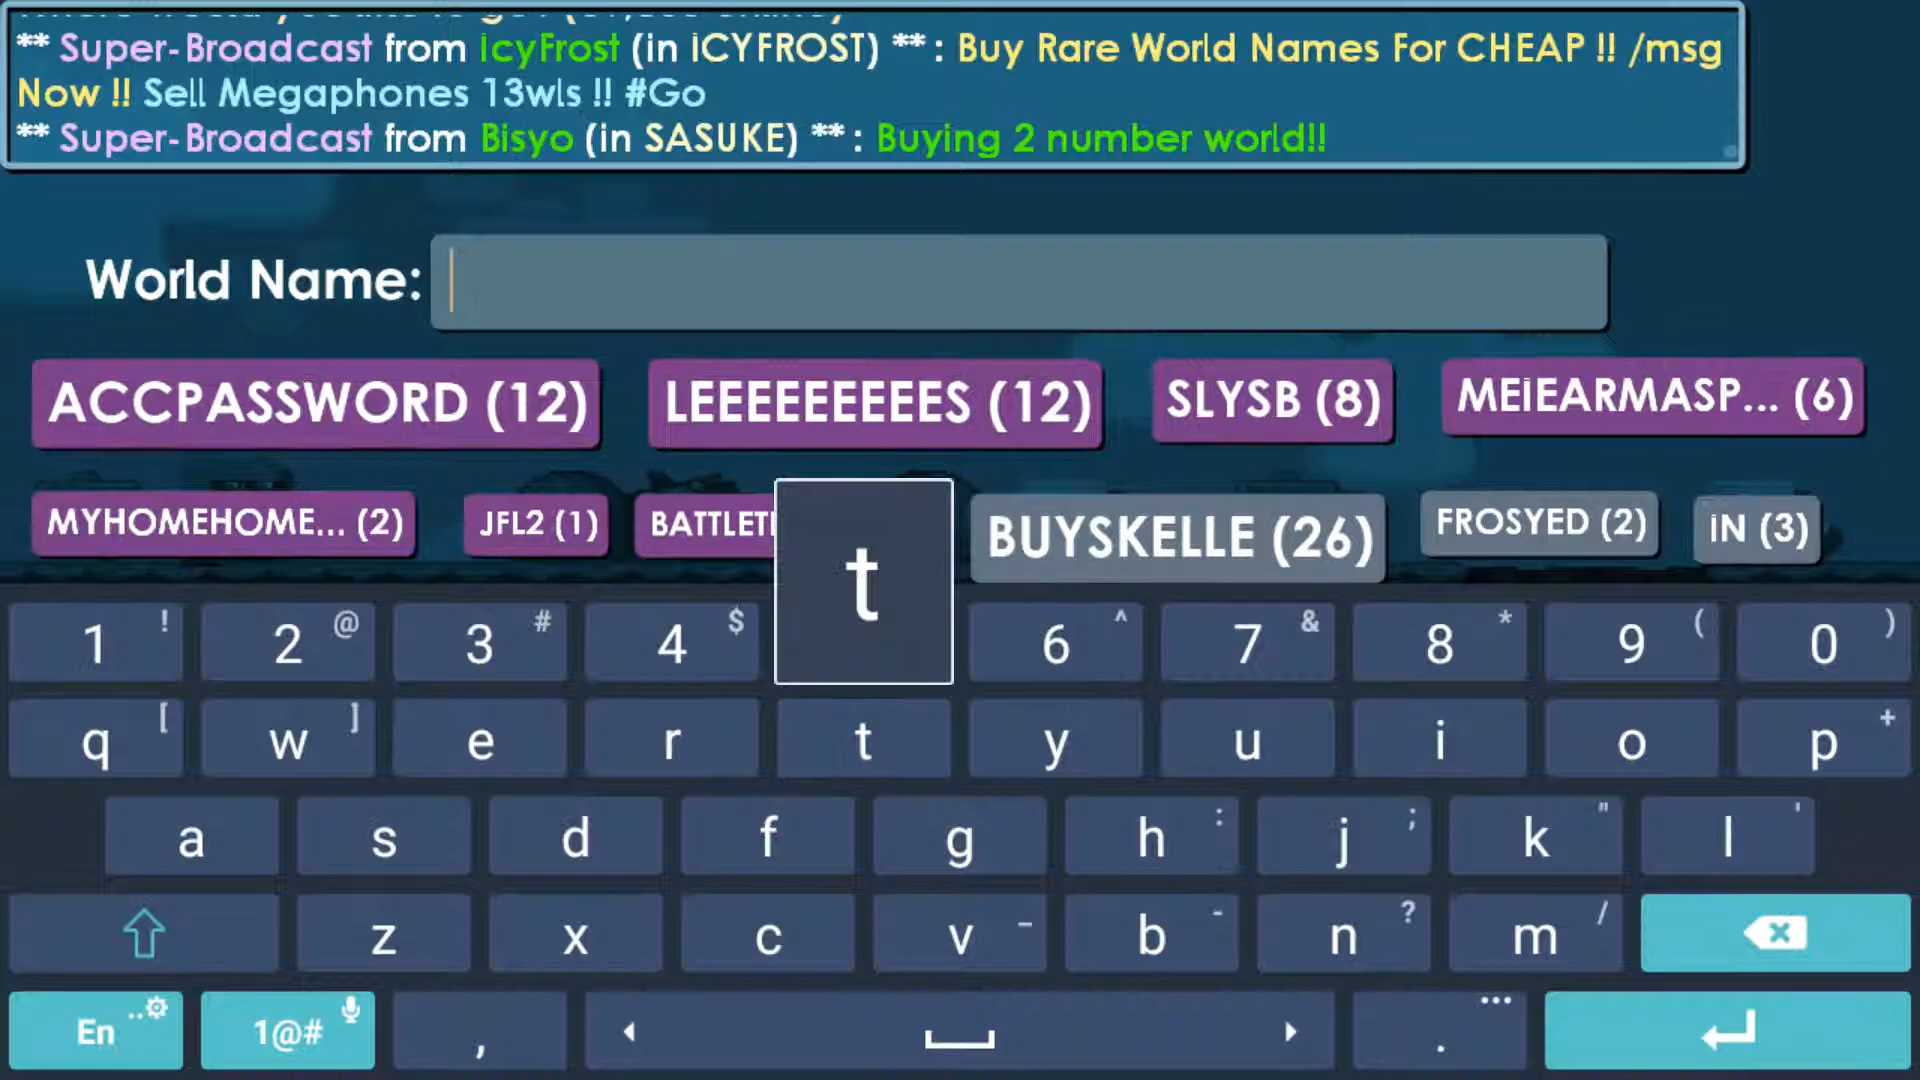 ** Super-Broadcast from IcyFrost (in ICYFROST) ** : Buy Rare World Names For CHEAP !! /msg
Now !! Sell Megaphones 13wls !! #Go
** Super-Broadcast from Bisyo (in SASUKE) ** : Buying 2 number world!!
World Name:
ACCPASSWORD (12) LEEEEEEEEEES (12) SLYSB (8) MEIEARMASP... (6)
MYHOMEHOME... (2) JFL2 (1) BUYSKELLE (26) FROSYED (2) IN (3)
t
1 ! 2 @ 3 # 4 $ 6 ^ 7 & 8 * 9 ( 0 )
q [ w ] e r t y u i o p +
a s d f g h : j ; k " l '
z x c v _ b - n ? m /
En 1@# , . ...